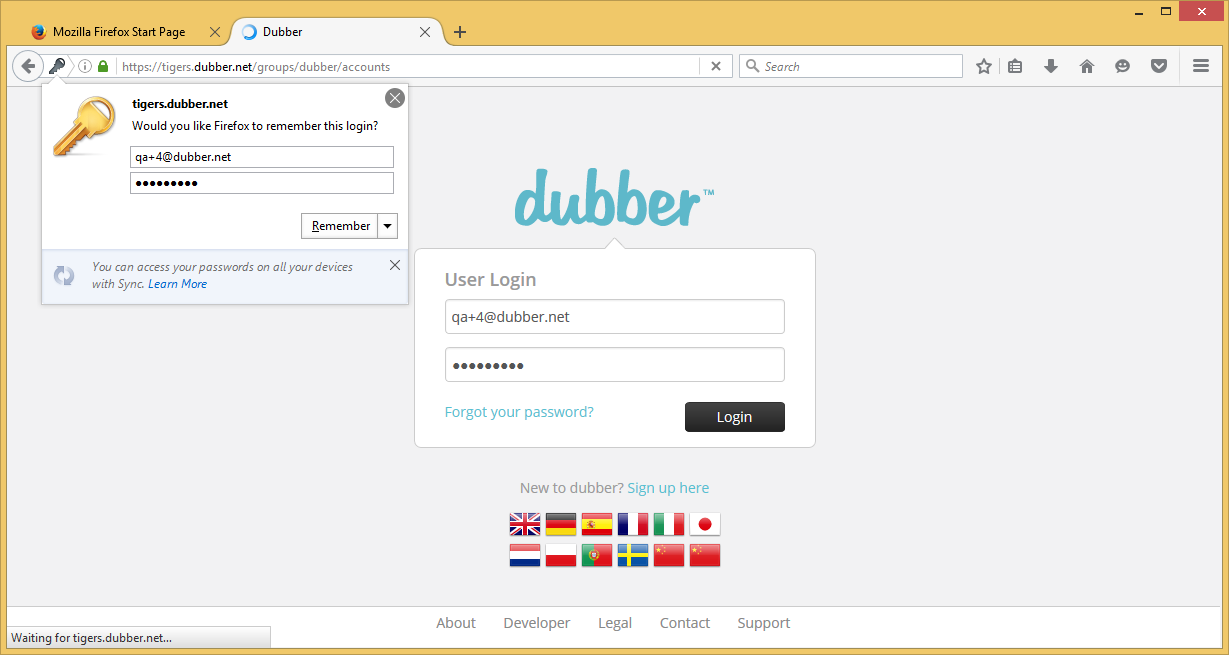 Mozilla Firefox Start Page
Dubber
https://tigers.dubber.net/groups/dubber/accounts
Search
tigers.dubber.net
Would you like Firefox to remember this login?
qa+4@dubber.net
•••••••••
Remember
You can access your passwords on all your devices
with Sync. Learn More
dubber™
User Login
qa+4@dubber.net
•••••••••
Forgot your password?
Login
New to dubber? Sign up here
About Developer Legal Contact Support
Waiting for tigers.dubber.net...